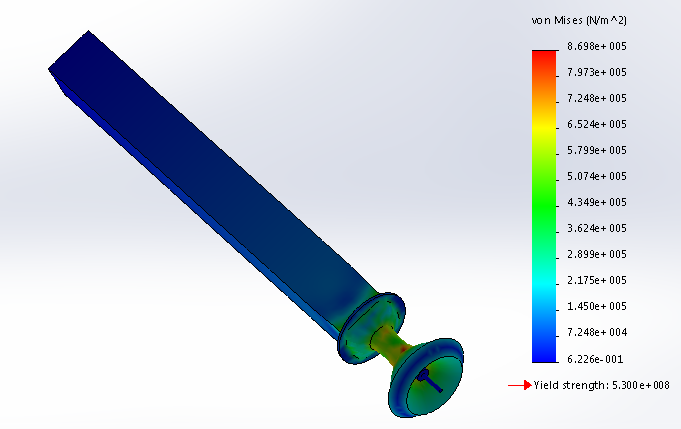 von Mises (N/m^2)
8.698e+005
7.973e+005
7.248e+005
6.524e+005
5.799e+005
5.074e+005
4.349e+005
3.624e+005
2.899e+005
2.175e+005
1.450e+005
7.248e+004
6.226e-001
Yield strength: 5.300e+008